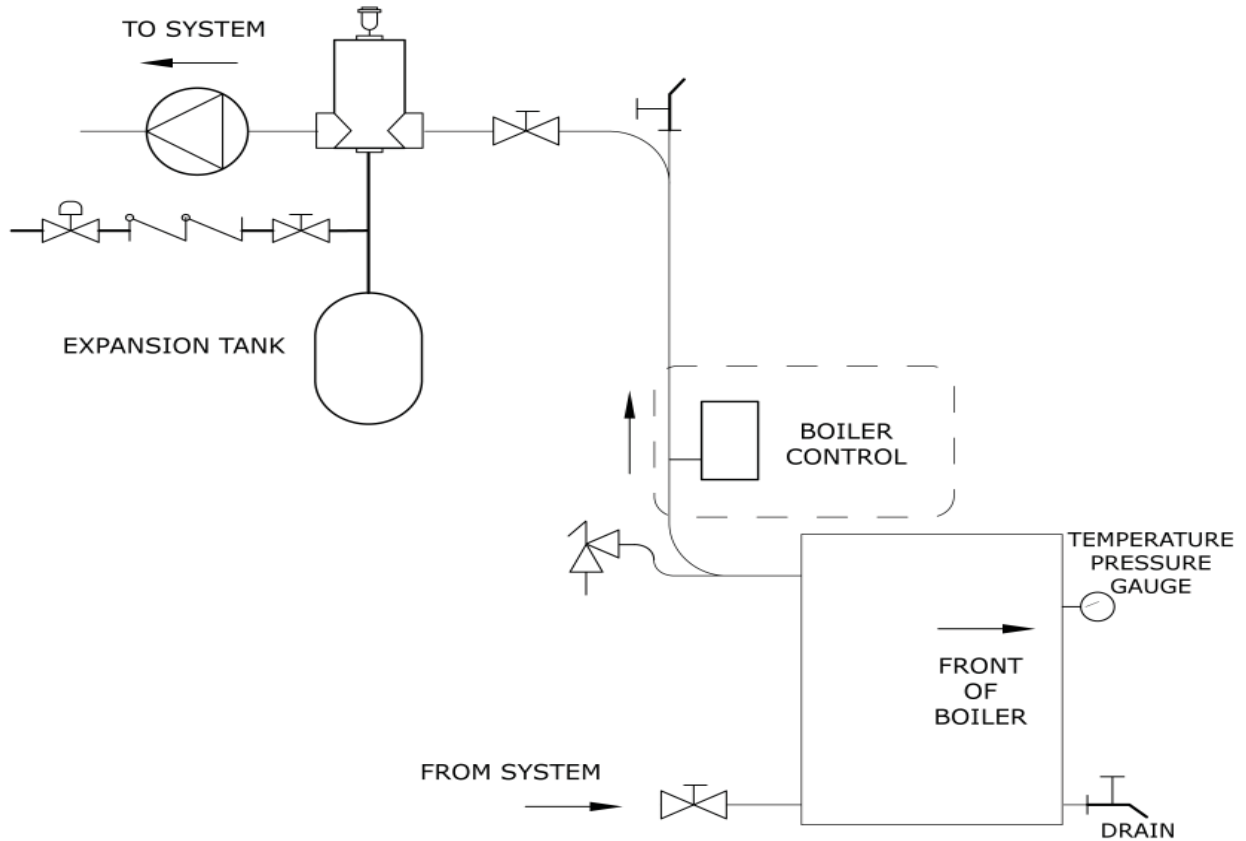 TO SYSTEM
EXPANSION TANK
BOILER
CONTROL
TEMPERATURE
PRESSURE
GAUGE
FRONT
OF
BOILER
FROM SYSTEM
DRAIN